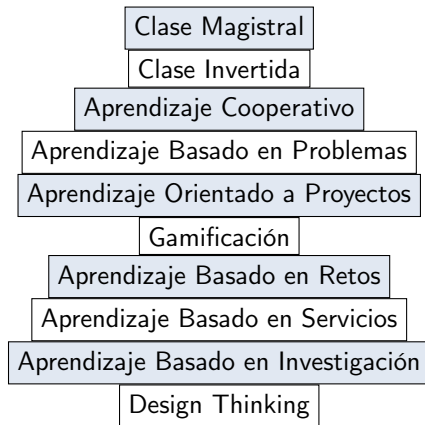 Clase Magistral
Clase Invertida
Aprendizaje Cooperativo
Aprendizaje Basado en Problemas
Aprendizaje Orientado a Proyectos
Gamificación
Aprendizaje Basado en Retos
Aprendizaje Basado en Servicios
Aprendizaje Basado en Investigación
Design Thinking